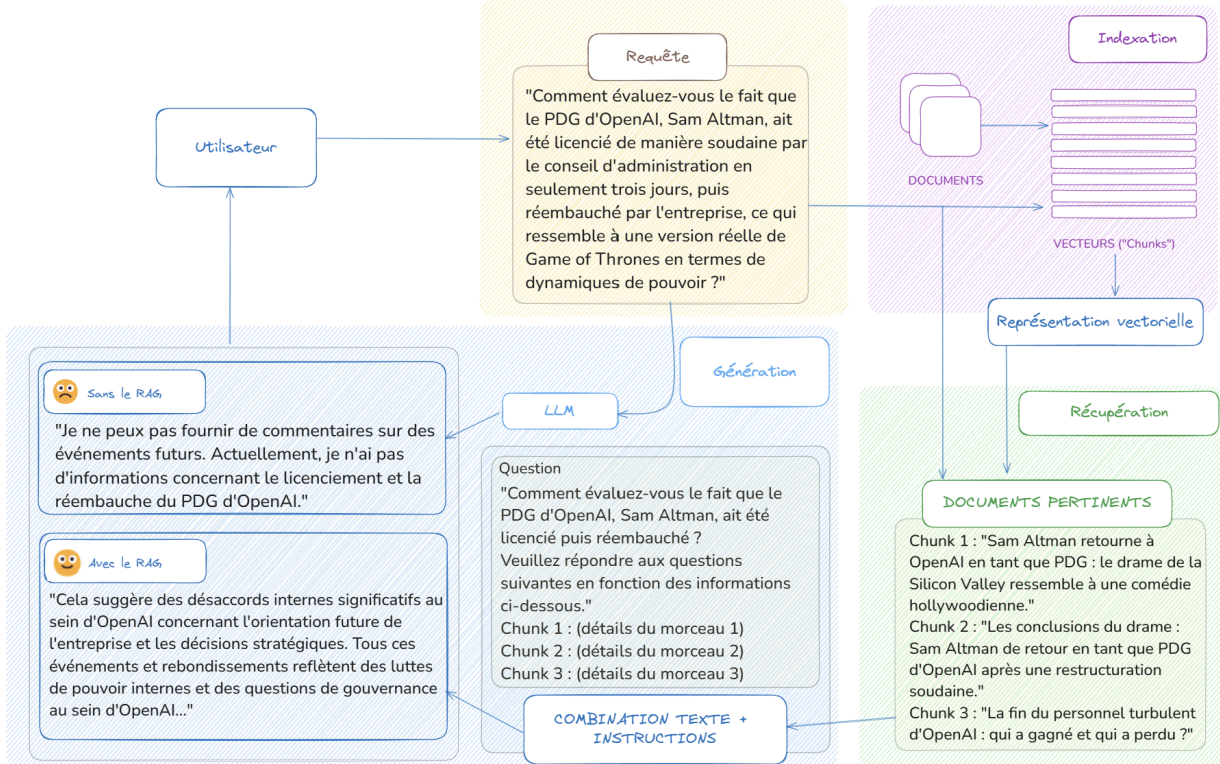 Requête
"Comment évaluez-vous le fait que
le PDG d'OpenAI, Sam Altman, ait
été licencié de manière soudaine par
le conseil d'administration en
seulement trois jours, puis
réembauché par l'entreprise, ce qui
ressemble à une version réelle de
Game of Thrones en termes de
dynamiques de pouvoir ?"
Indexation
DOCUMENTS
VECTEURS ("Chunks")
Utilisateur
Représentation vectorielle
Génération
LLM
Sans le RAG
"Je ne peux pas fournir de commentaires sur des
événements futurs. Actuellement, je n'ai pas
d'informations concernant le licenciement et la
réembauche du PDG d'OpenAI."
Avec le RAG
"Cela suggère des désaccords internes significatifs au
sein d'OpenAI concernant l'orientation future de
l'entreprise et les décisions stratégiques. Tous ces
événements et rebondissements reflètent des luttes
de pouvoir internes et des questions de gouvernance
au sein d'OpenAI..."
Question
"Comment évaluez-vous le fait que le
PDG d'OpenAI, Sam Altman, ait été
licencié puis réembauché ?
Veuillez répondre aux questions
suivantes en fonction des informations
ci-dessous."
Chunk 1 : (détails du morceau 1)
Chunk 2 : (détails du morceau 2)
Chunk 3 : (détails du morceau 3)
COMBINATION TEXTE +
INSTRUCTIONS
Récupération
DOCUMENTS PERTINENTS
Chunk 1 : "Sam Altman retourne à
OpenAI en tant que PDG : le drame de la
Silicon Valley ressemble à une comédie
hollywoodienne."
Chunk 2 : "Les conclusions du drame :
Sam Altman de retour en tant que PDG
d'OpenAI après une restructuration
soudaine."
Chunk 3 : "La fin du personnel turbulent
d'OpenAI : qui a gagné et qui a perdu ?"